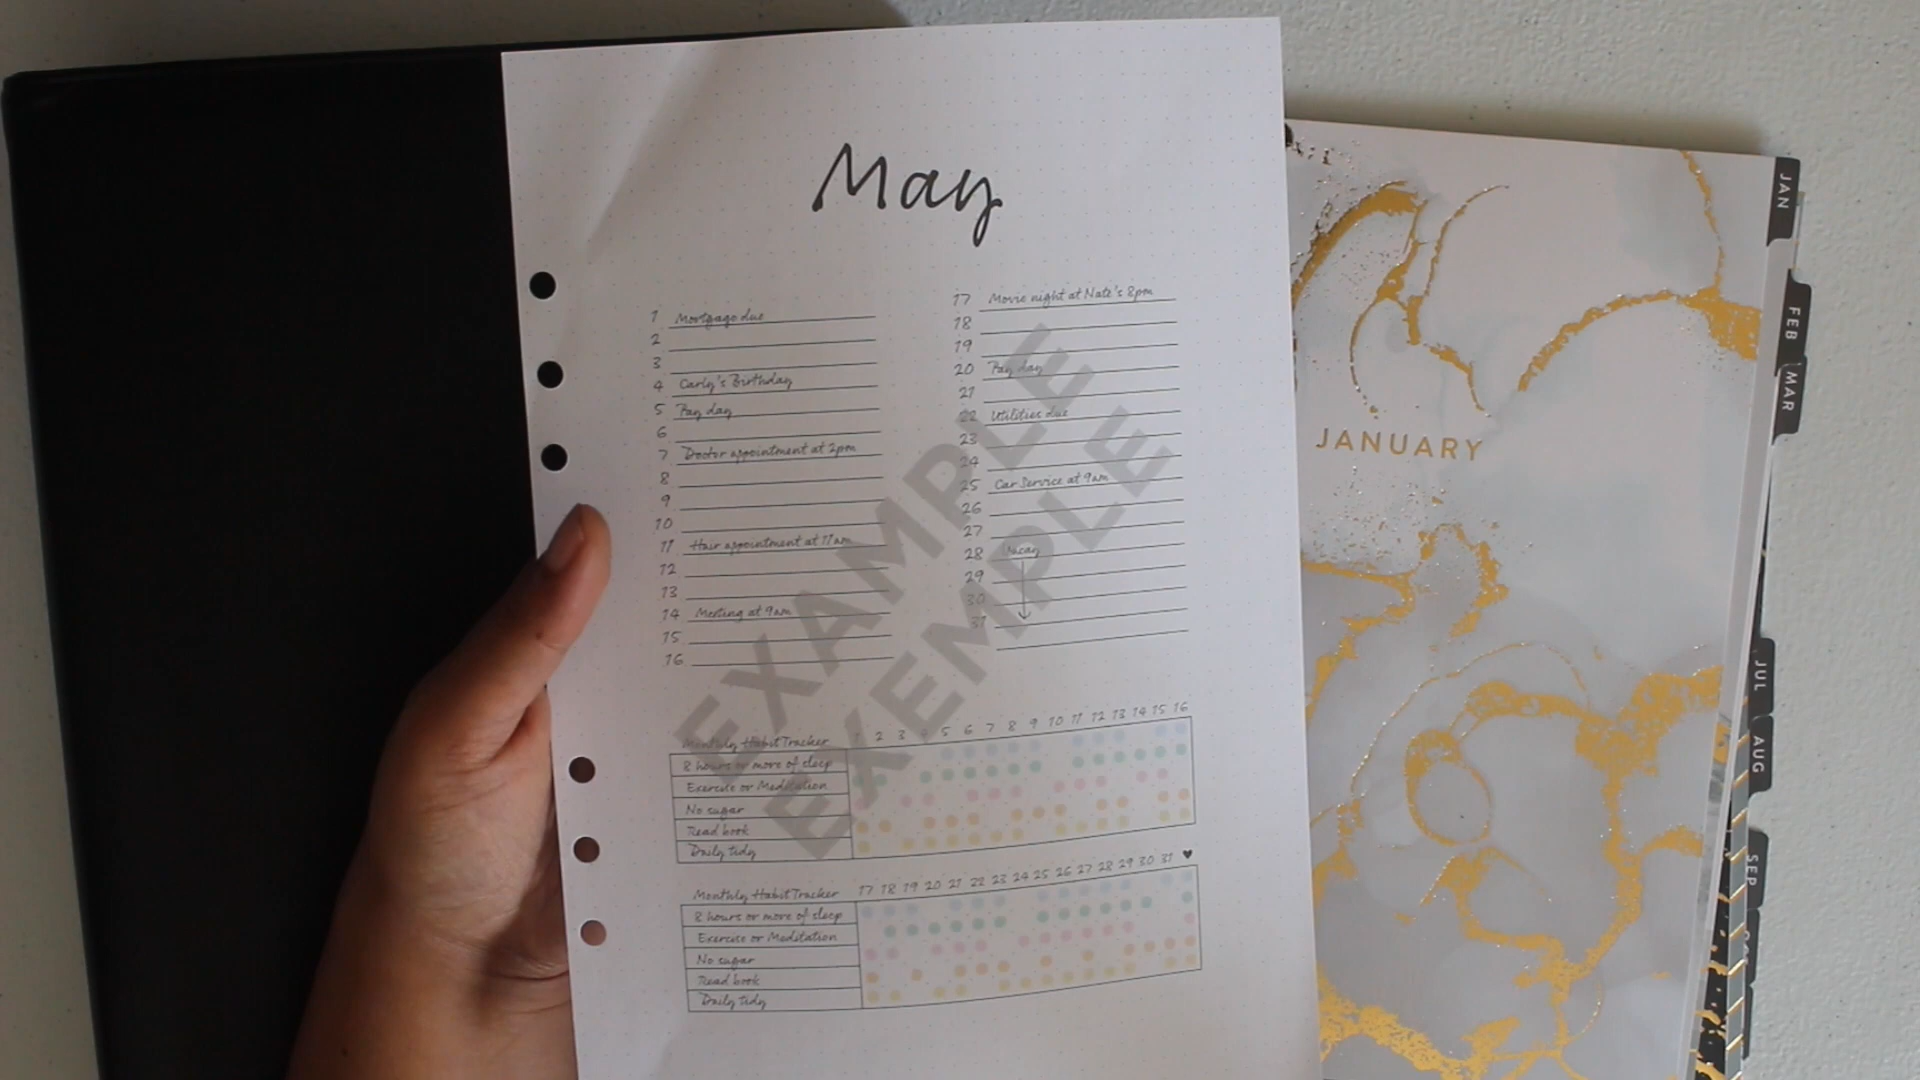 May
1 Mortgage due
2
3
4 Carly's Birthday
5 Pay day
6
7 Doctor appointment at 2pm
8
9
10
11 Hair appointment at 11am
12
13
14 Meeting at 9am
15
16
17 Movie night at Nate's 8pm
18
19
20 Pay day
21
22 Utilities due
23
24
25 Car Service at 9am
26
27
28
29
30
31
EXAMPLE
EXEMPLE
Monthly Habit Tracker 1 2 3 4 5 6 7 8 9 10 11 12 13 14 15 16
8 hours or more of sleep
Exercise or Meditation
No sugar
Read book
Daily tidy
Monthly Habit Tracker 17 18 19 20 21 22 23 24 25 26 27 28 29 30 31
8 hours or more of sleep
Exercise or Meditation
No sugar
Read book
Daily tidy
JANUARY
JAN
FEB
MAR
JUL
AUG
SEP